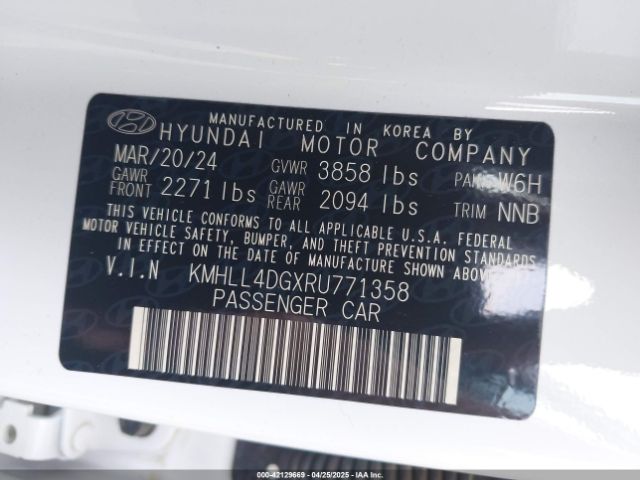 MANUFACTURED IN KOREA BY
HYUNDAI MOTOR COMPANY
MAR/20/24 GVWR 3858 lbs PAINT W6H
GAWR FRONT 2271 lbs GAWR REAR 2094 lbs TRIM NNB
THIS VEHICLE CONFORMS TO ALL APPLICABLE U.S.A. FEDERAL
MOTOR VEHICLE SAFETY, BUMPER, AND THEFT PREVENTION STANDARDS
IN EFFECT ON THE DATE OF MANUFACTURE SHOWN ABOVE.
V.I.N KMHLL4DGXRU771358
PASSENGER CAR
000-42129669 - 04/25/2025 - IAA Inc.